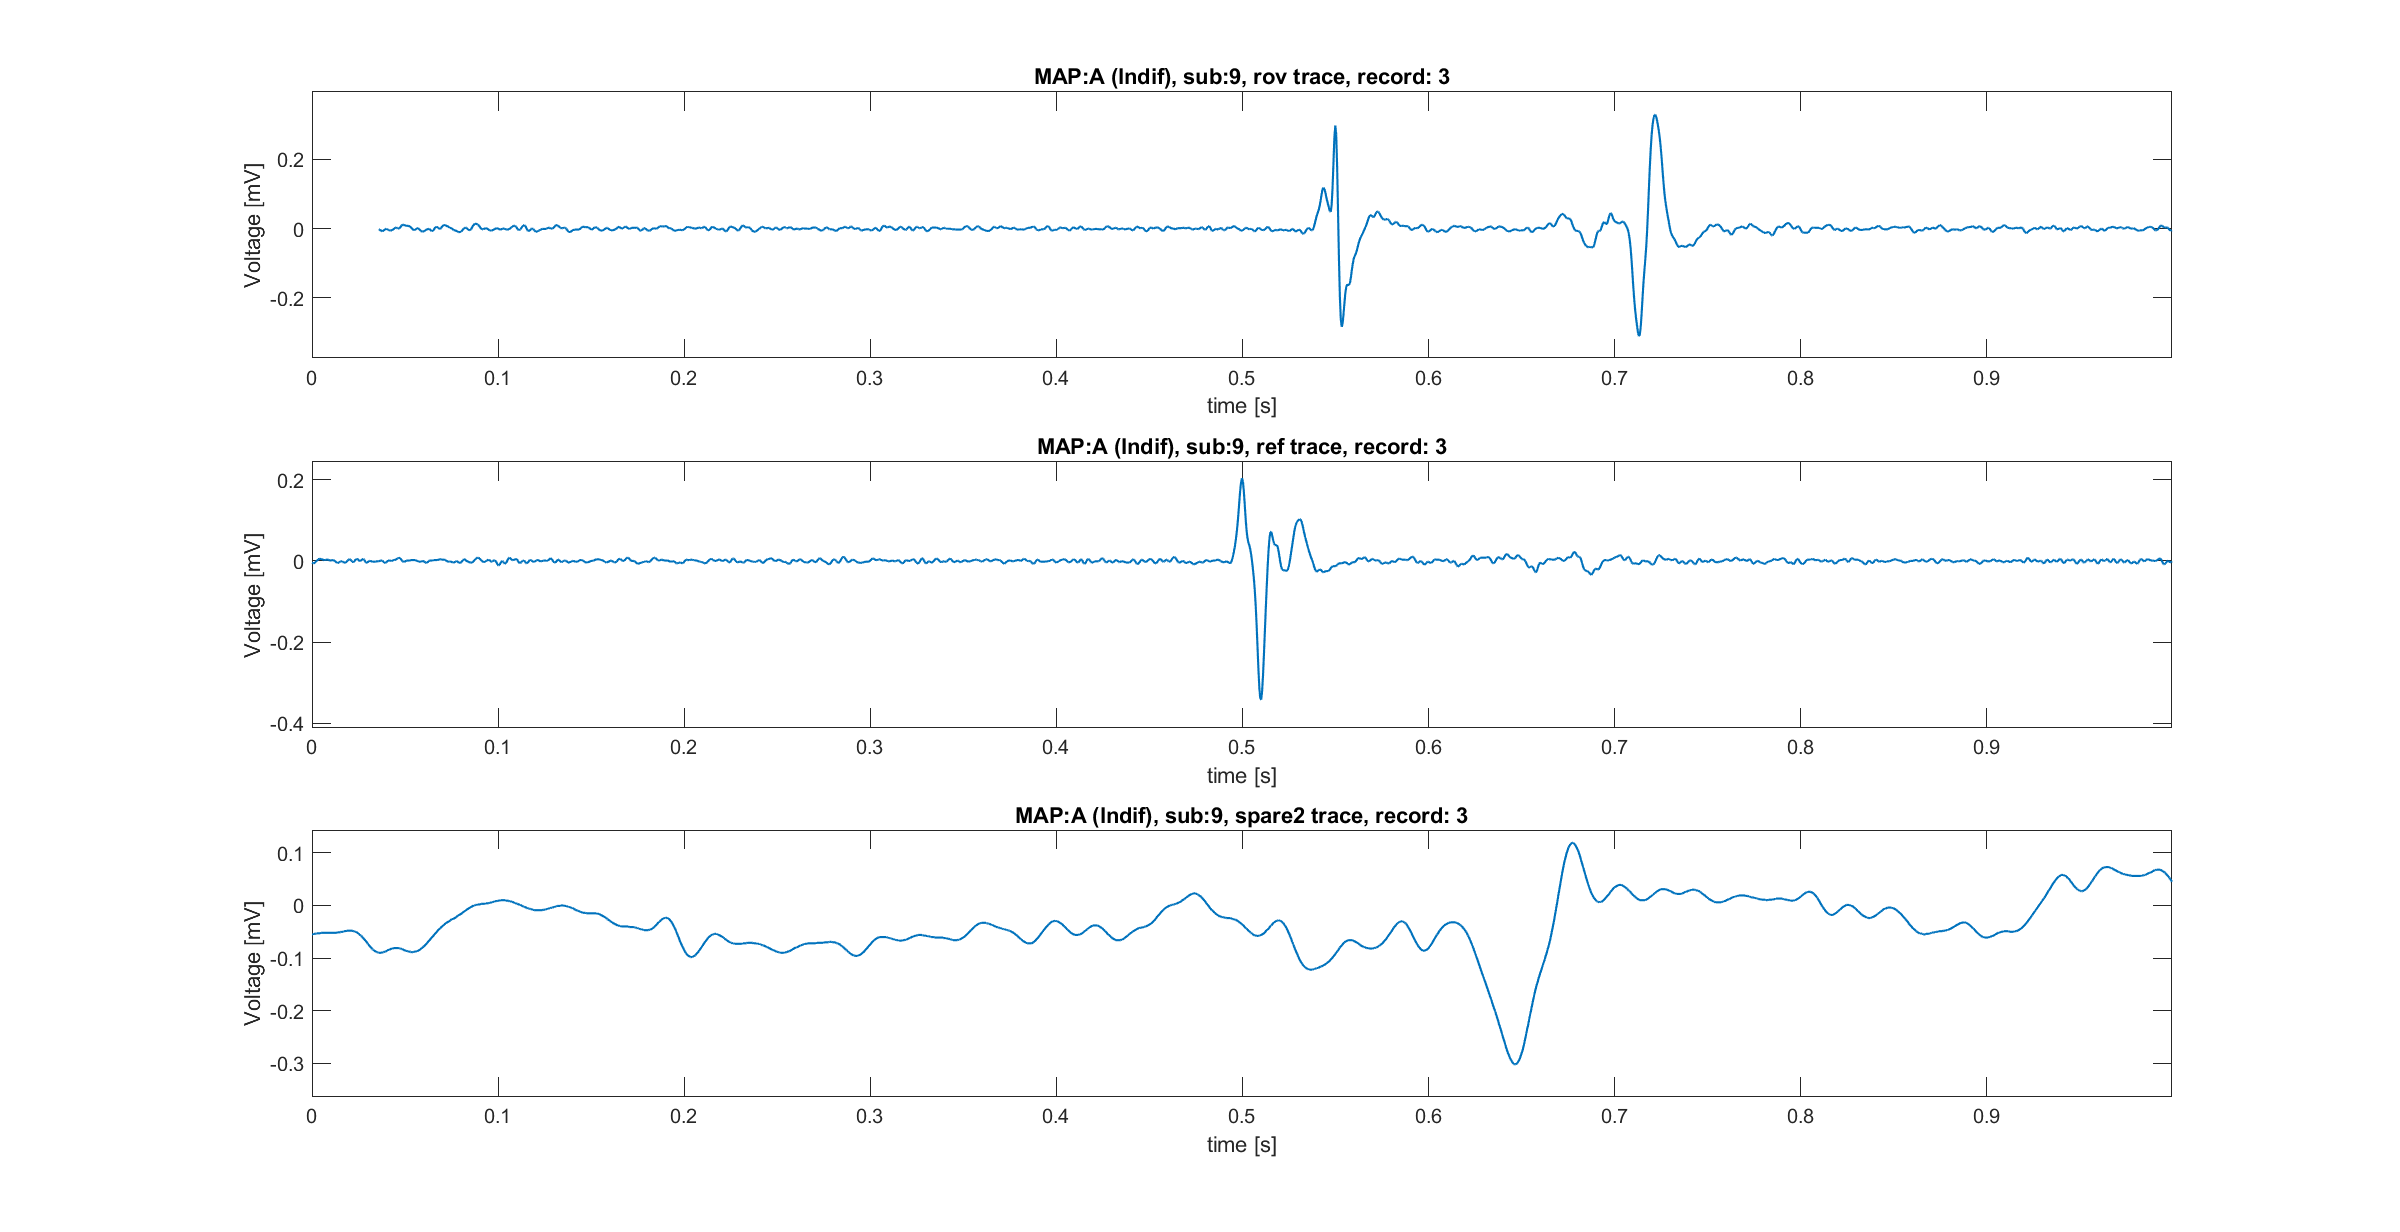 MAP:A (Indif), sub:9, rov trace, record: 3
Voltage [mV]
0.2
0
-0.2
0 0.1 0.2 0.3 0.4 0.5 0.6 0.7 0.8 0.9
time [s]
MAP:A (Indif), sub:9, ref trace, record: 3
Voltage [mV]
0.2
0
-0.2
-0.4
0 0.1 0.2 0.3 0.4 0.5 0.6 0.7 0.8 0.9
time [s]
MAP:A (Indif), sub:9, spare2 trace, record: 3
Voltage [mV]
0.1
0
-0.1
-0.2
-0.3
0 0.1 0.2 0.3 0.4 0.5 0.6 0.7 0.8 0.9
time [s]